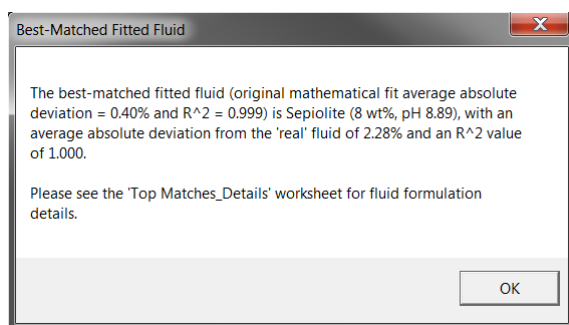 Best-Matched Fitted Fluid
X
The best-matched fitted fluid (original mathematical fit average absolute
deviation = 0.40% and R^2 = 0.999) is Sepiolite (8 wt%, pH 8.89), with an
average absolute deviation from the 'real' fluid of 2.28% and an R^2 value
of 1.000.
Please see the 'Top Matches_Details' worksheet for fluid formulation
details.
OK